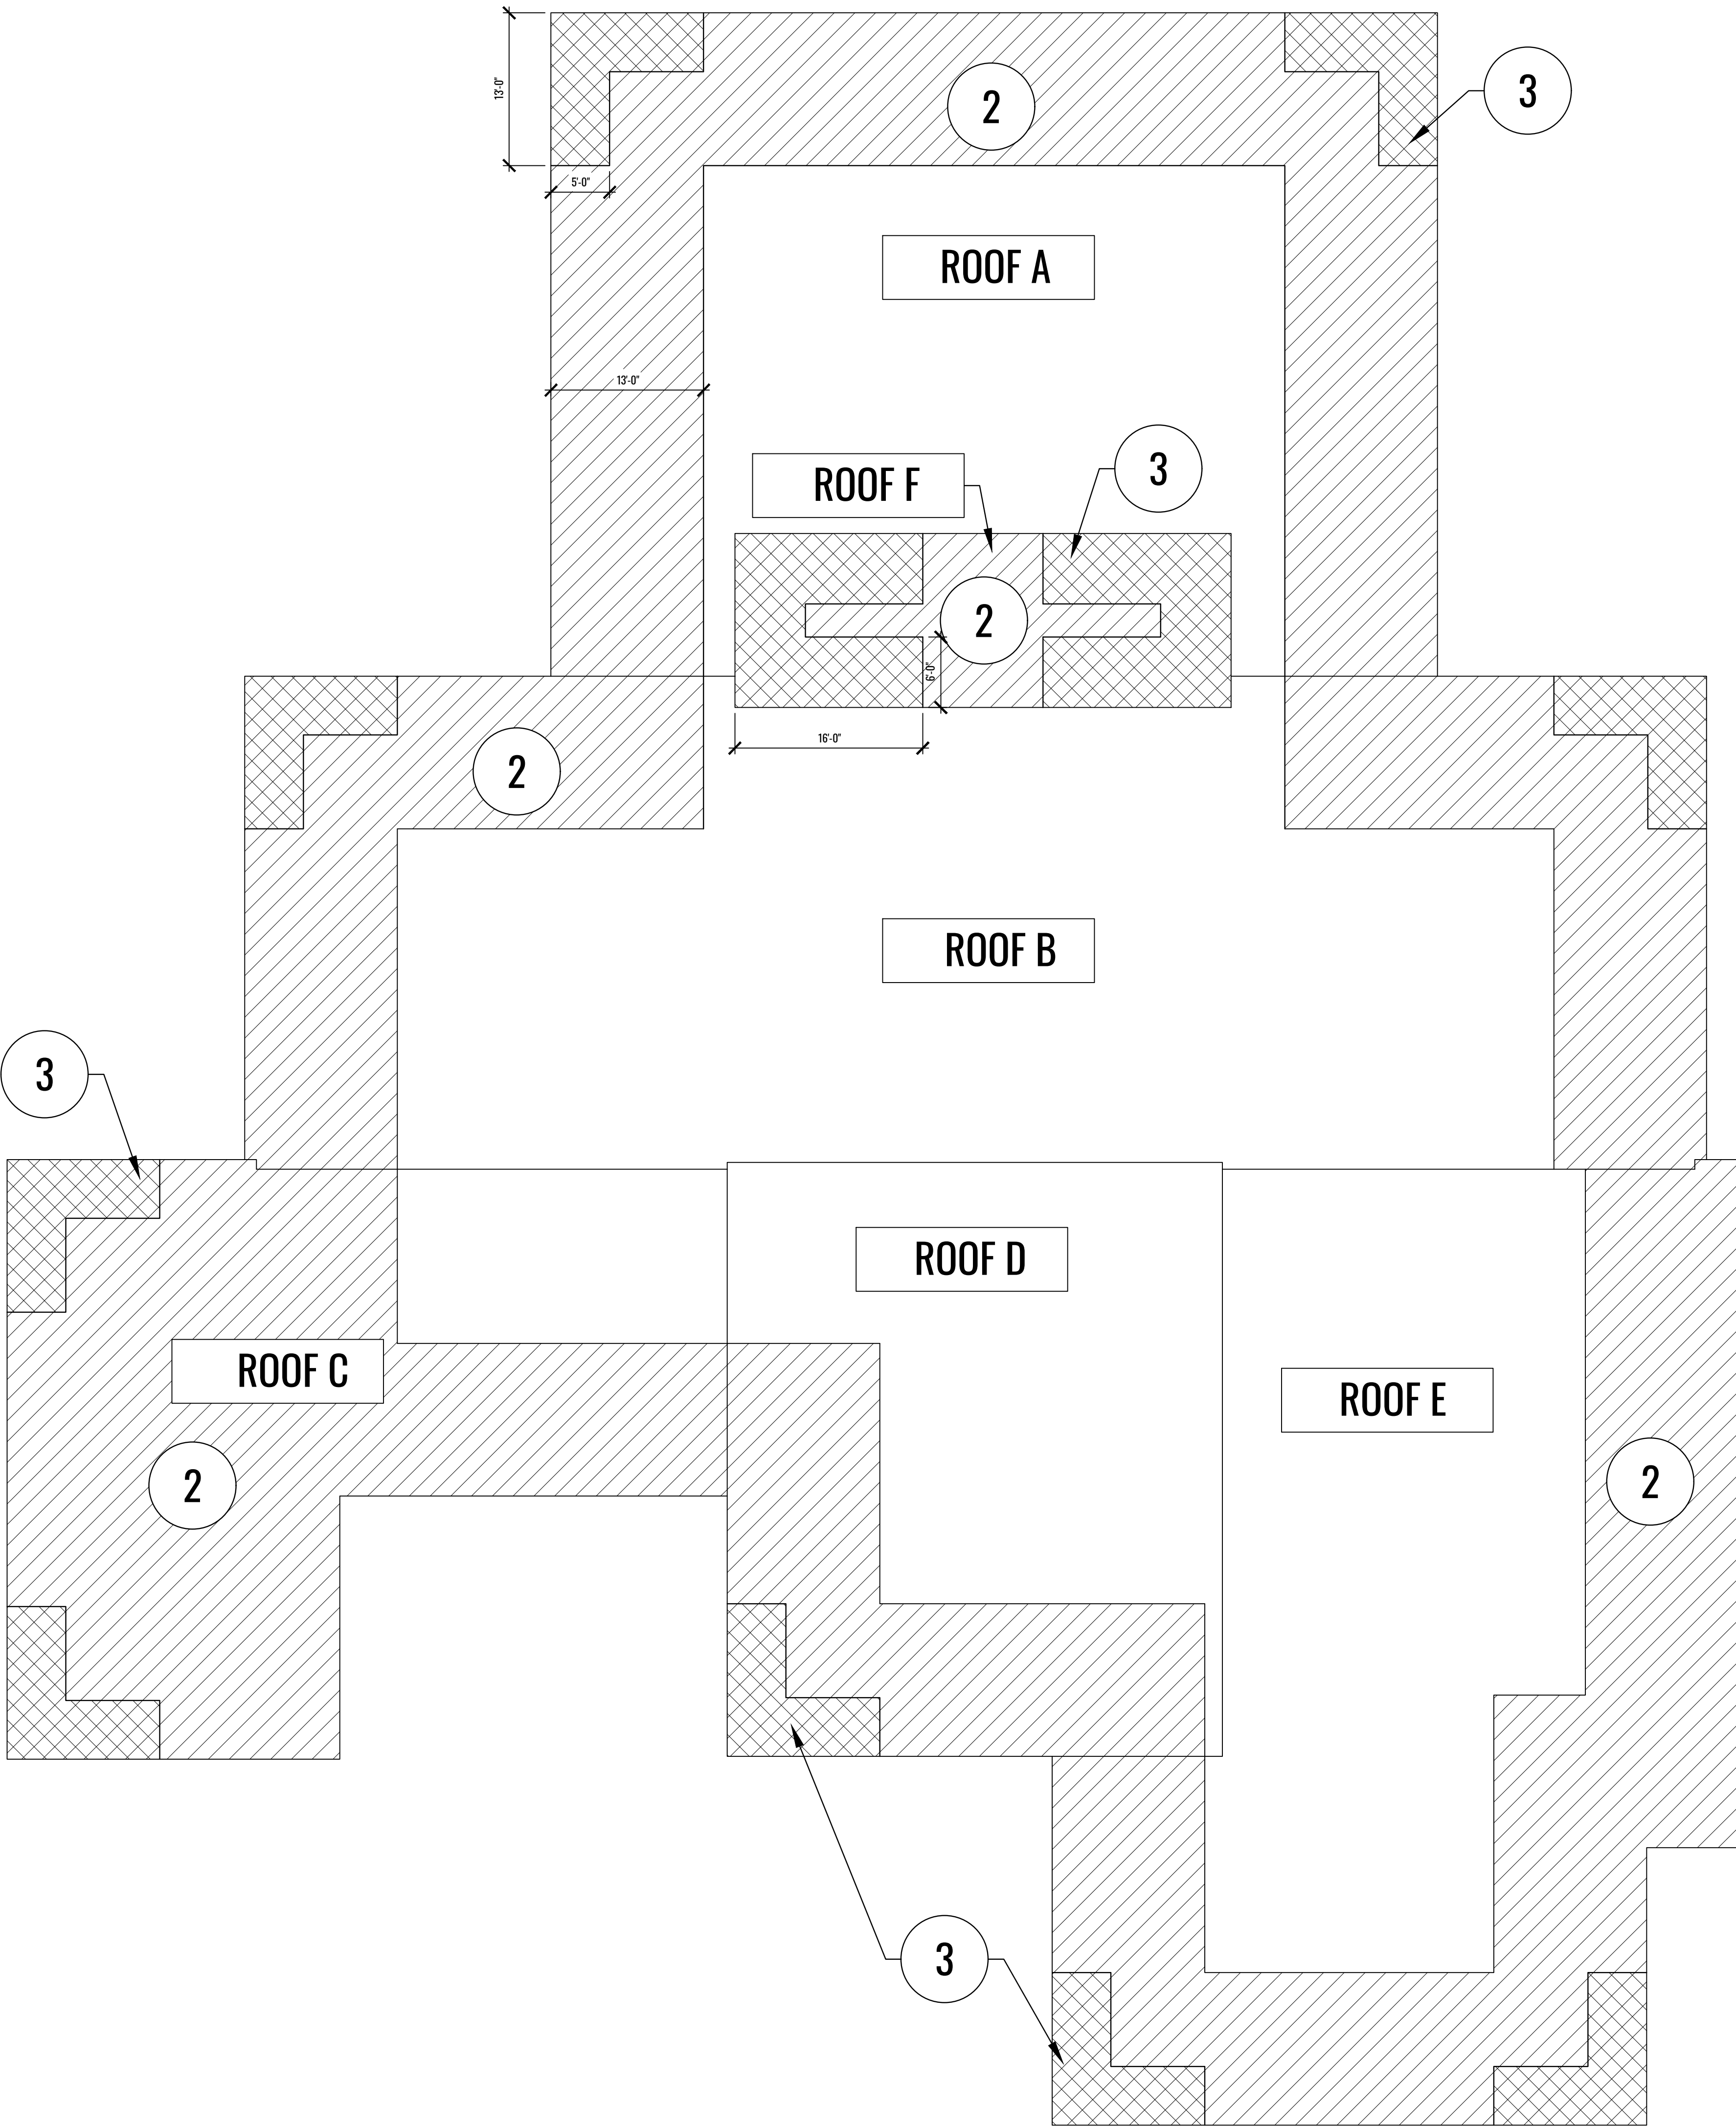 13'-0"
2
3
5'-0"
ROOF A
13'-0"
ROOF F
3
2
6'-0"
16'-0"
2
ROOF B
3
ROOF D
ROOF C
ROOF E
2
2
3